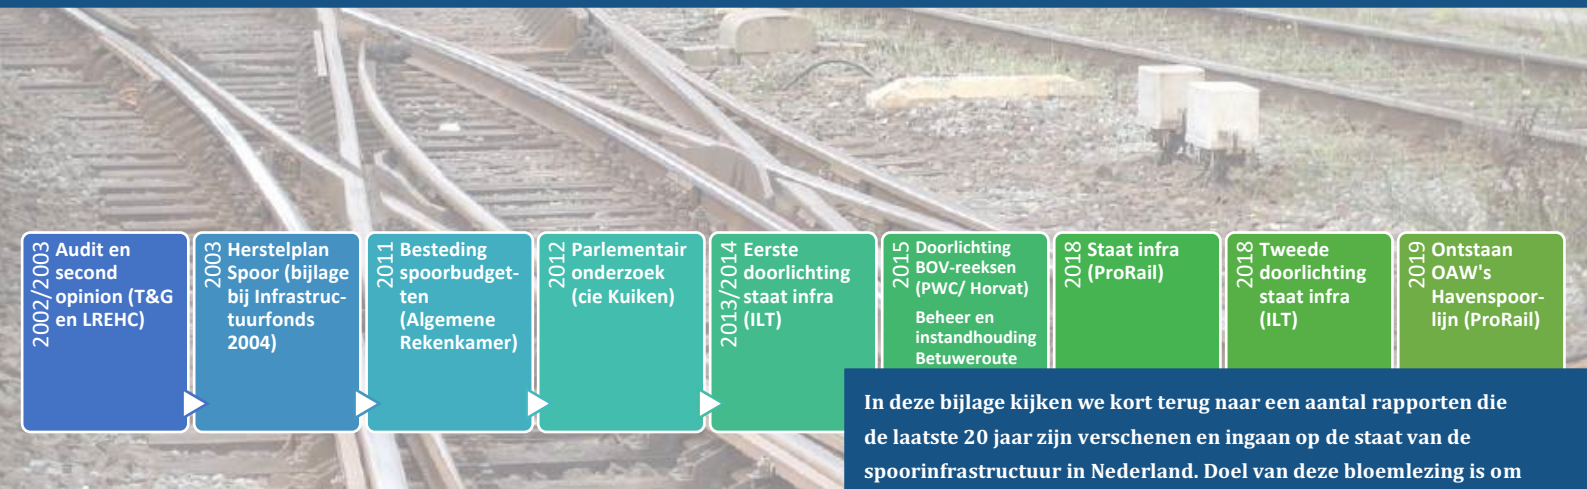 2002/2003
Audit en
second
opinion (T&G
en LREHC)
2003
Herstelplan
Spoor (bijlage
bij Infrastruc-
tuurfonds
2004)
2011
Besteding
spoorbudget-
ten
(Algemene
Rekenkamer)
2012
Parlementair
onderzoek
(cie Kuiken)
2013/2014
Eerste
doorlichting
staat infra
(ILT)
2015
Doorlichting
BOV-reeksen
(PWC/ Horvat)
Beheer en
instandhouding
Betuweroute
2018
Staat infra
(ProRail)
2018
Tweede
doorlichting
staat infra
(ILT)
2019
Ontstaan
OAW's
Havenspoor-
lijn (ProRail)
In deze bijlage kijken we kort terug naar een aantal rapporten die
de laatste 20 jaar zijn verschenen en ingaan op de staat van de
spoorinfrastructuur in Nederland. Doel van deze bloemlezing is om